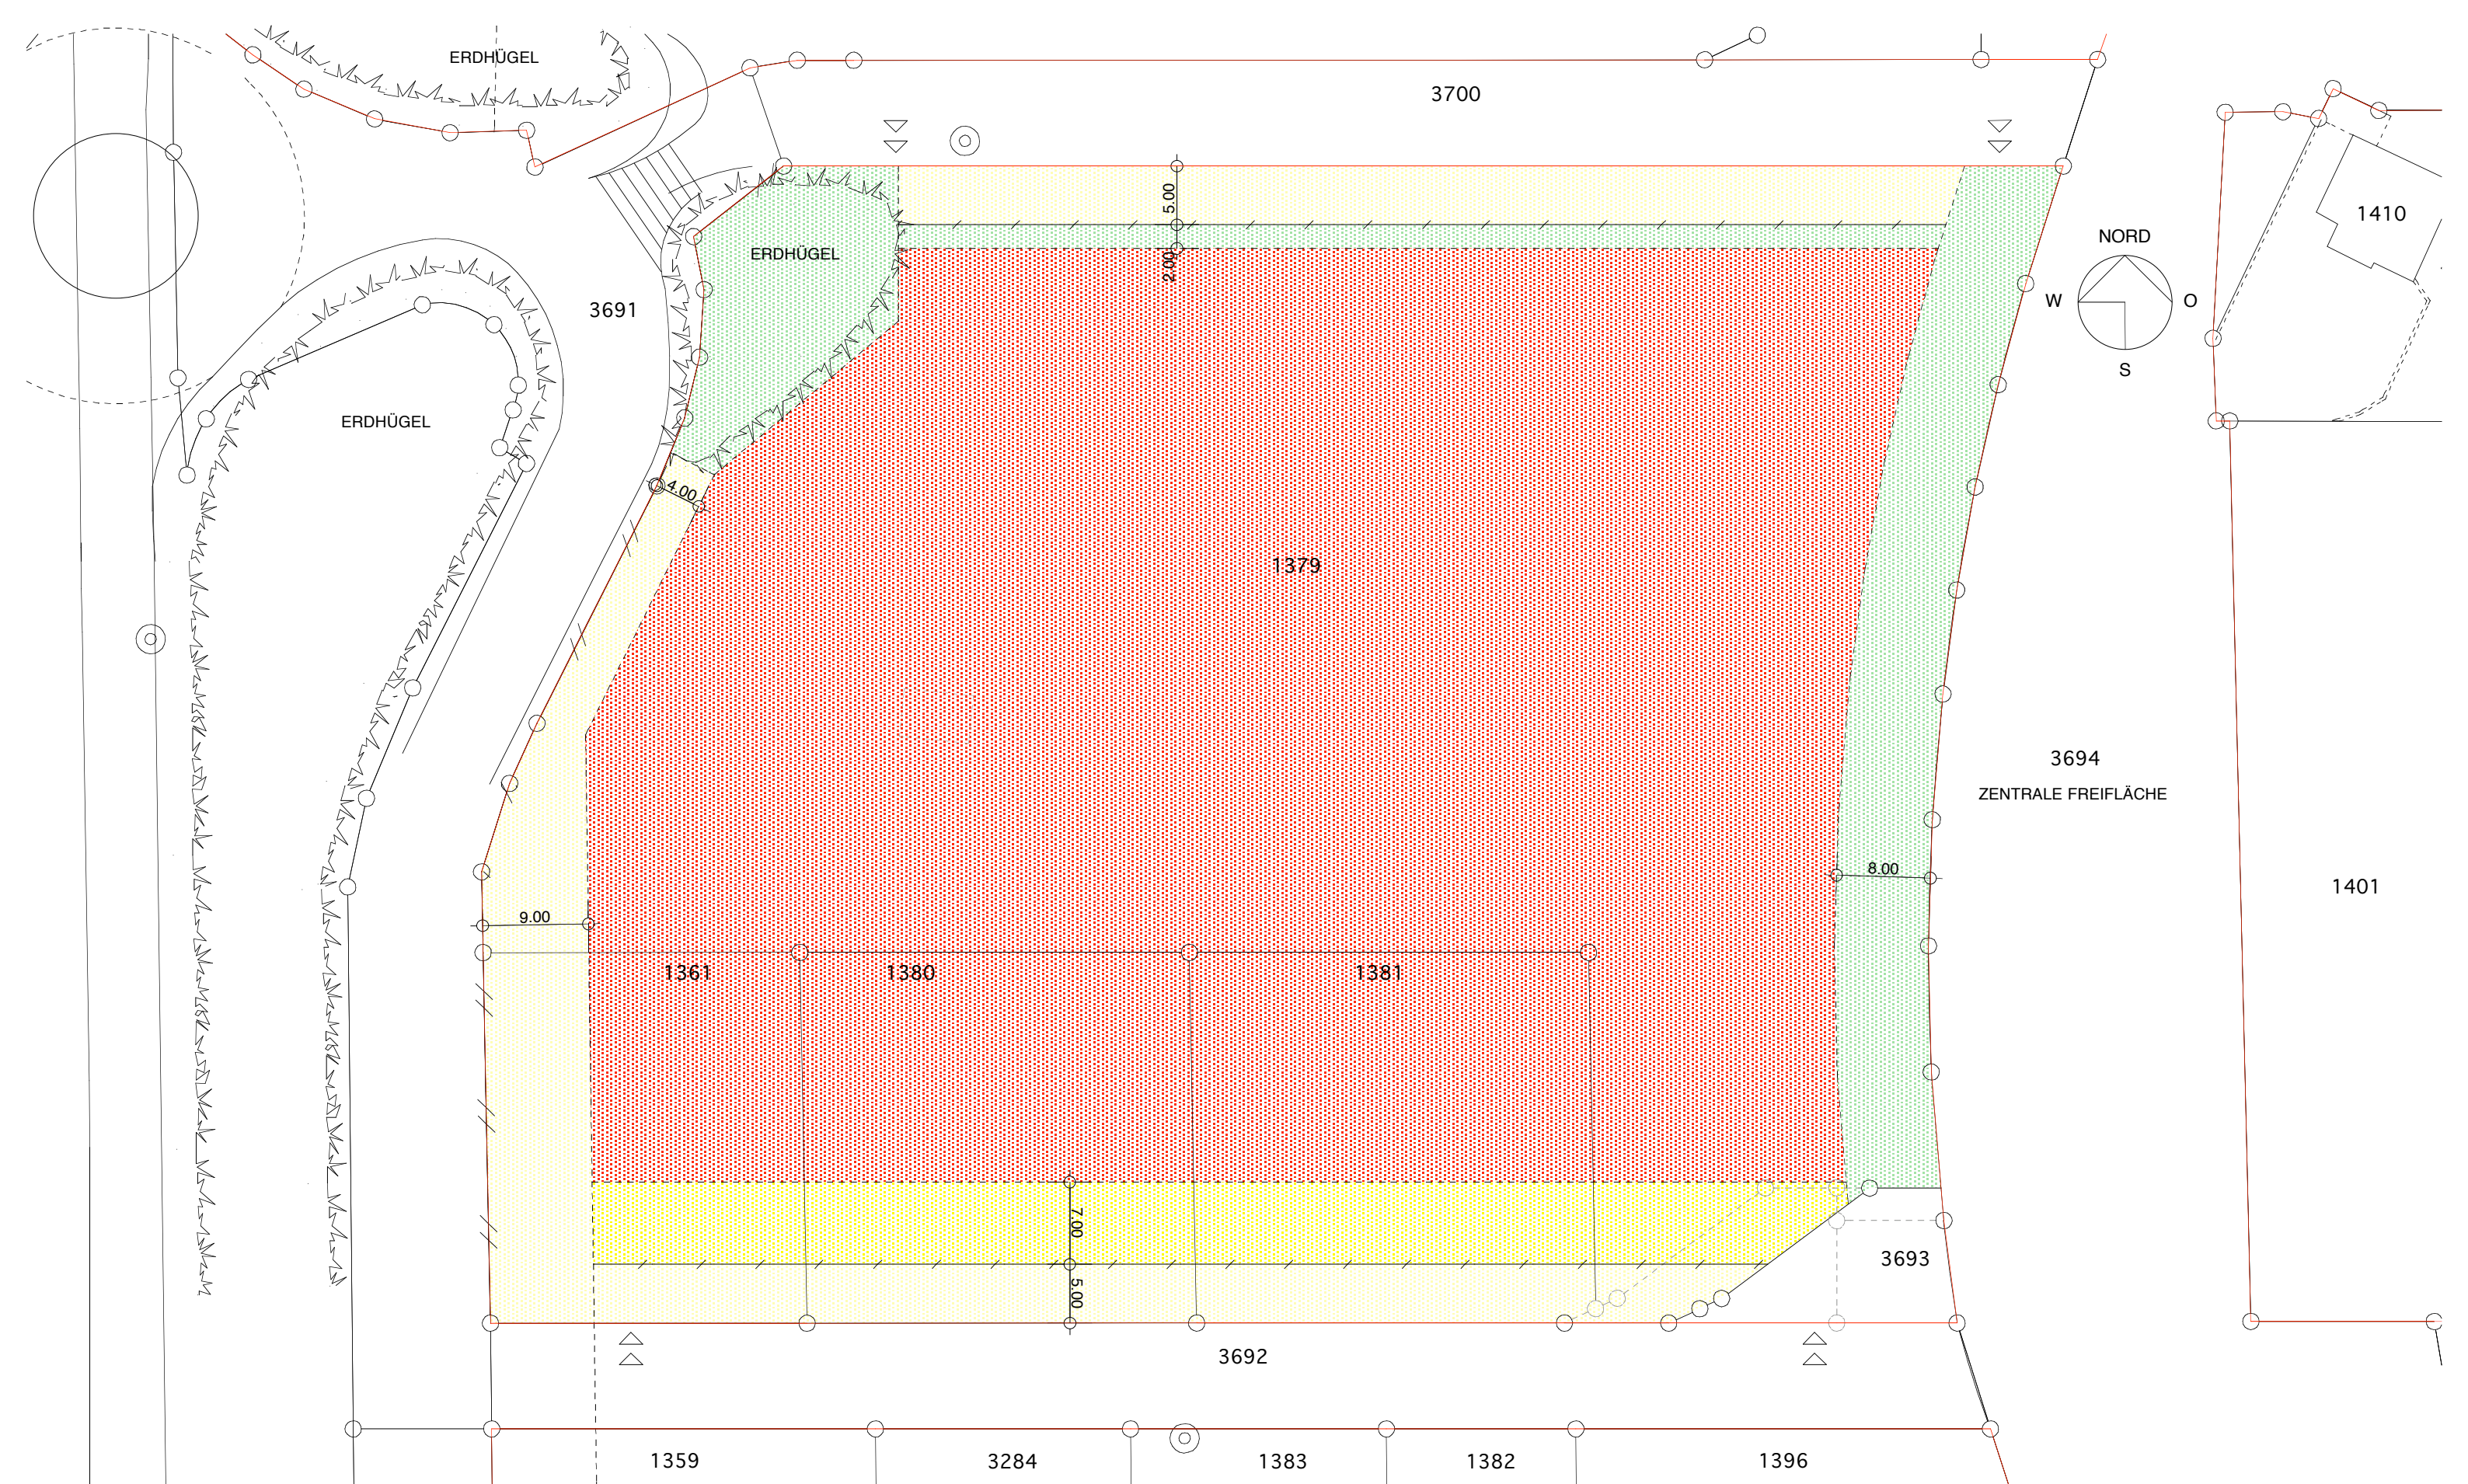 ERDHÜGEL
3700
5.00
1410
NORD
ERDHÜGEL
2.00
W
O
3691
S
ERDHÜGEL
4.00
1379
3694
ZENTRALE FREIFLÄCHE
8.00
1401
9.00
1361
1380
1381
7.00
3693
5.00
3692
1359
3284
1383
1382
1396